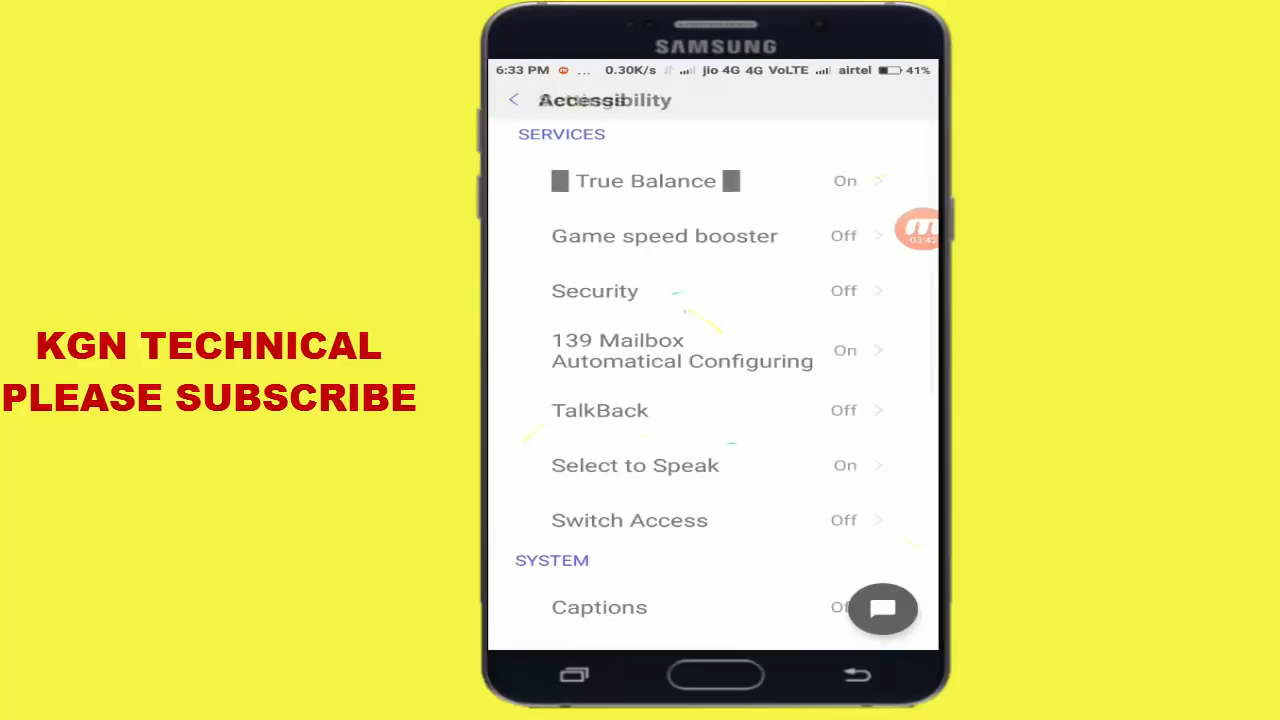 SAMSUNG
6:33 PM ... 0.30K/s jio 4G 4G VoLTE airtel 41%
Accessibility
SERVICES
True Balance On
Game speed booster Off
03:42
Security Off
139 Mailbox
Automatical Configuring On
TalkBack Off
Select to Speak On
Switch Access Off
SYSTEM
Captions
KGN TECHNICAL
PLEASE SUBSCRIBE